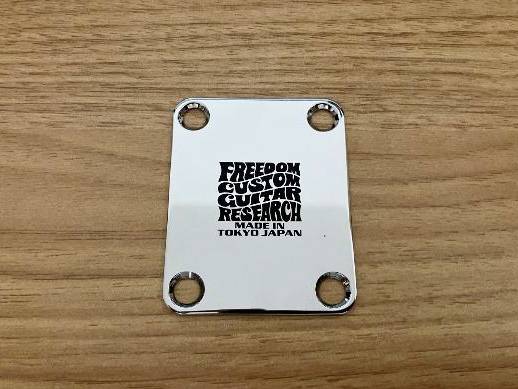 FREEDOM
CUSTOM
GUITAR
RESEARCH
MADE IN
TOKYO JAPAN